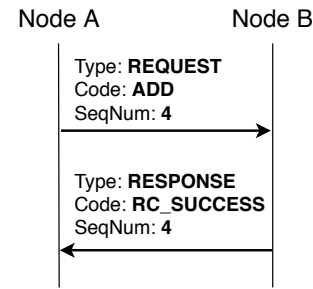 Node A Node B
Type: REQUEST
Code: ADD
SeqNum: 4
Type: RESPONSE
Code: RC_SUCCESS
SeqNum: 4